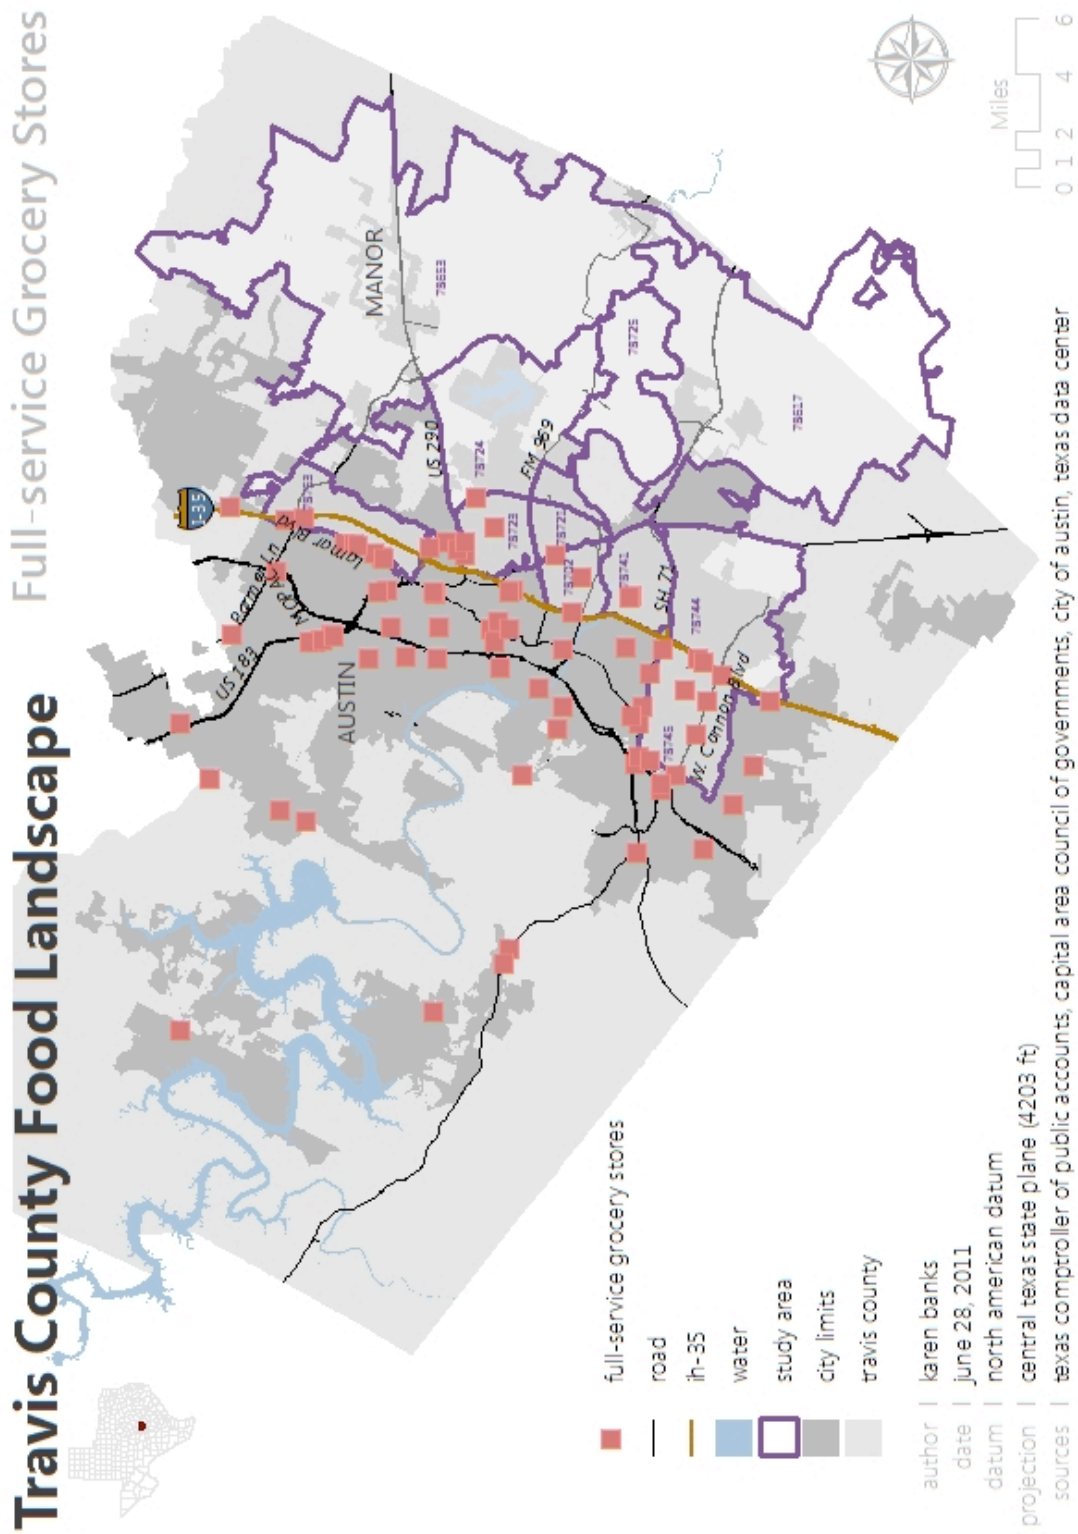 Travis County Food Landscape
Full-service Grocery Stores
I-35
US 183
Parmer Ln
MOPAC
Lamar Blvd
AUSTIN
MANOR
US 290
FM 969
SH 71
W. Cannon Blvd
78653
78753
78724
78723
78721
78702
78725
78741
78744
78745
78617
full-service grocery stores
road
ih-35
water
study area
city limits
travis county
author | karen banks
date | june 28, 2011
datum | north american datum
projection | central texas state plane (4203 ft)
sources | texas comptroller of public accounts, capital area council of governments, city of austin, texas data center
Miles
0 1 2 4 6